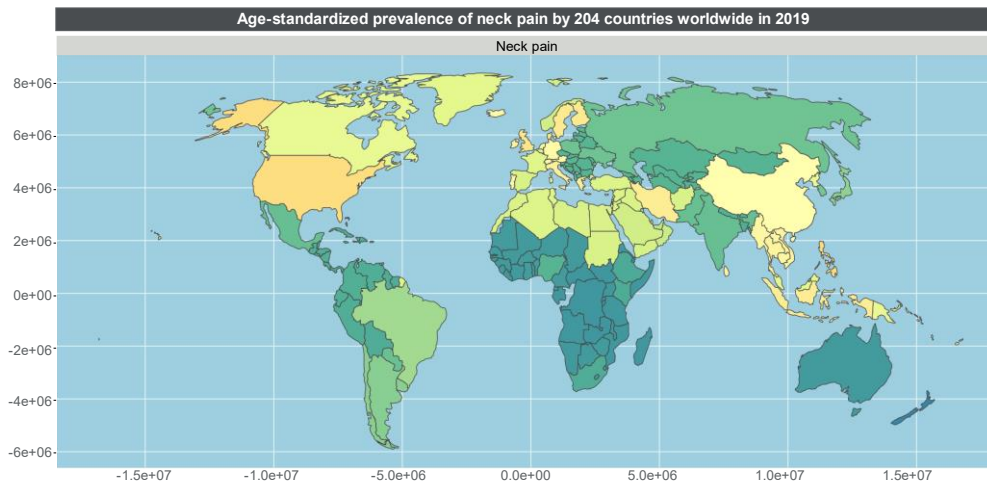 Age-standardized prevalence of neck pain by 204 countries worldwide in 2019
Neck pain
8e+06
6e+06
4e+06
2e+06
0e+00
-2e+06
-4e+06
-6e+06
-1.5e+07 -1.0e+07 -5.0e+06 0.0e+00 5.0e+06 1.0e+07 1.5e+07